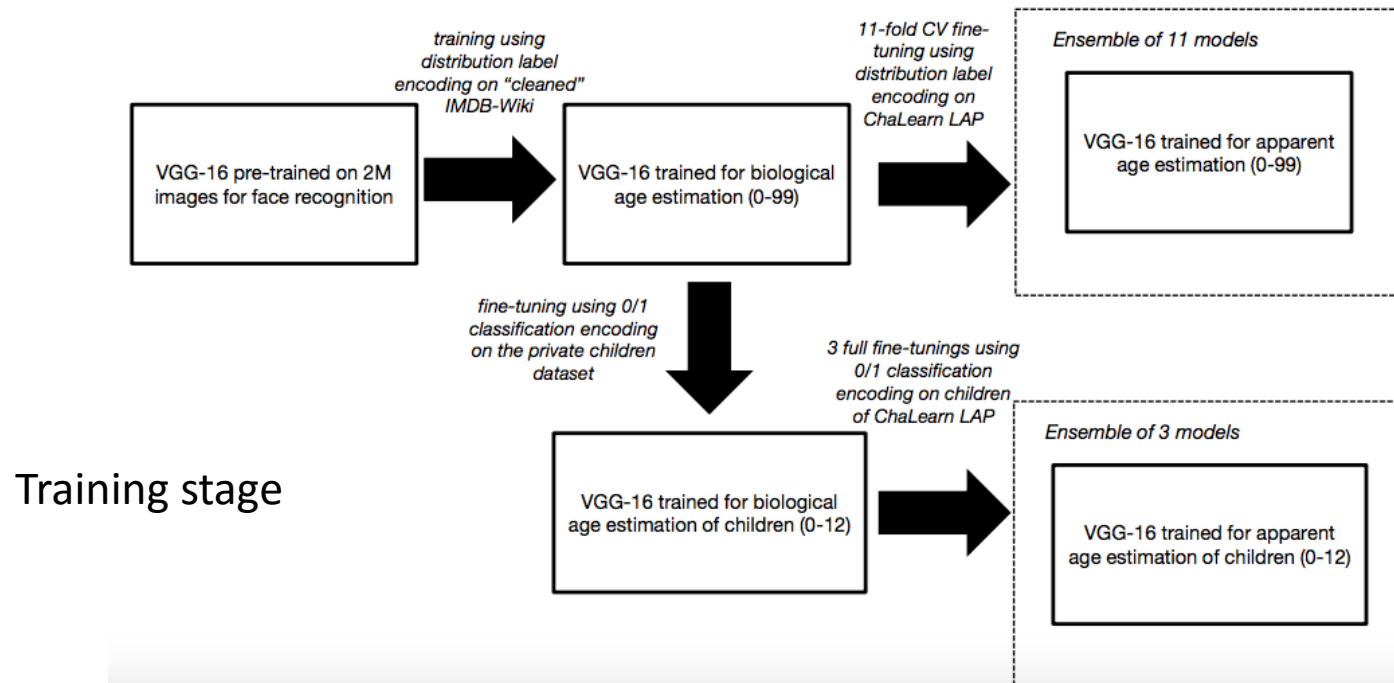 training using
distribution label
encoding on “cleaned”
IMDB-Wiki
11-fold CV fine-
tuning using
distribution label
encoding on
ChaLearn LAP
Ensemble of 11 models
VGG-16 pre-trained on 2M
images for face recognition
VGG-16 trained for biological
age estimation (0-99)
VGG-16 trained for apparent
age estimation (0-99)
fine-tuning using 0/1
classification encoding
on the private children
dataset
3 full fine-tunings using
0/1 classification
encoding on children
of ChaLearn LAP
Ensemble of 3 models
Training stage
VGG-16 trained for biological
age estimation of children (0-12)
VGG-16 trained for apparent
age estimation of children (0-12)